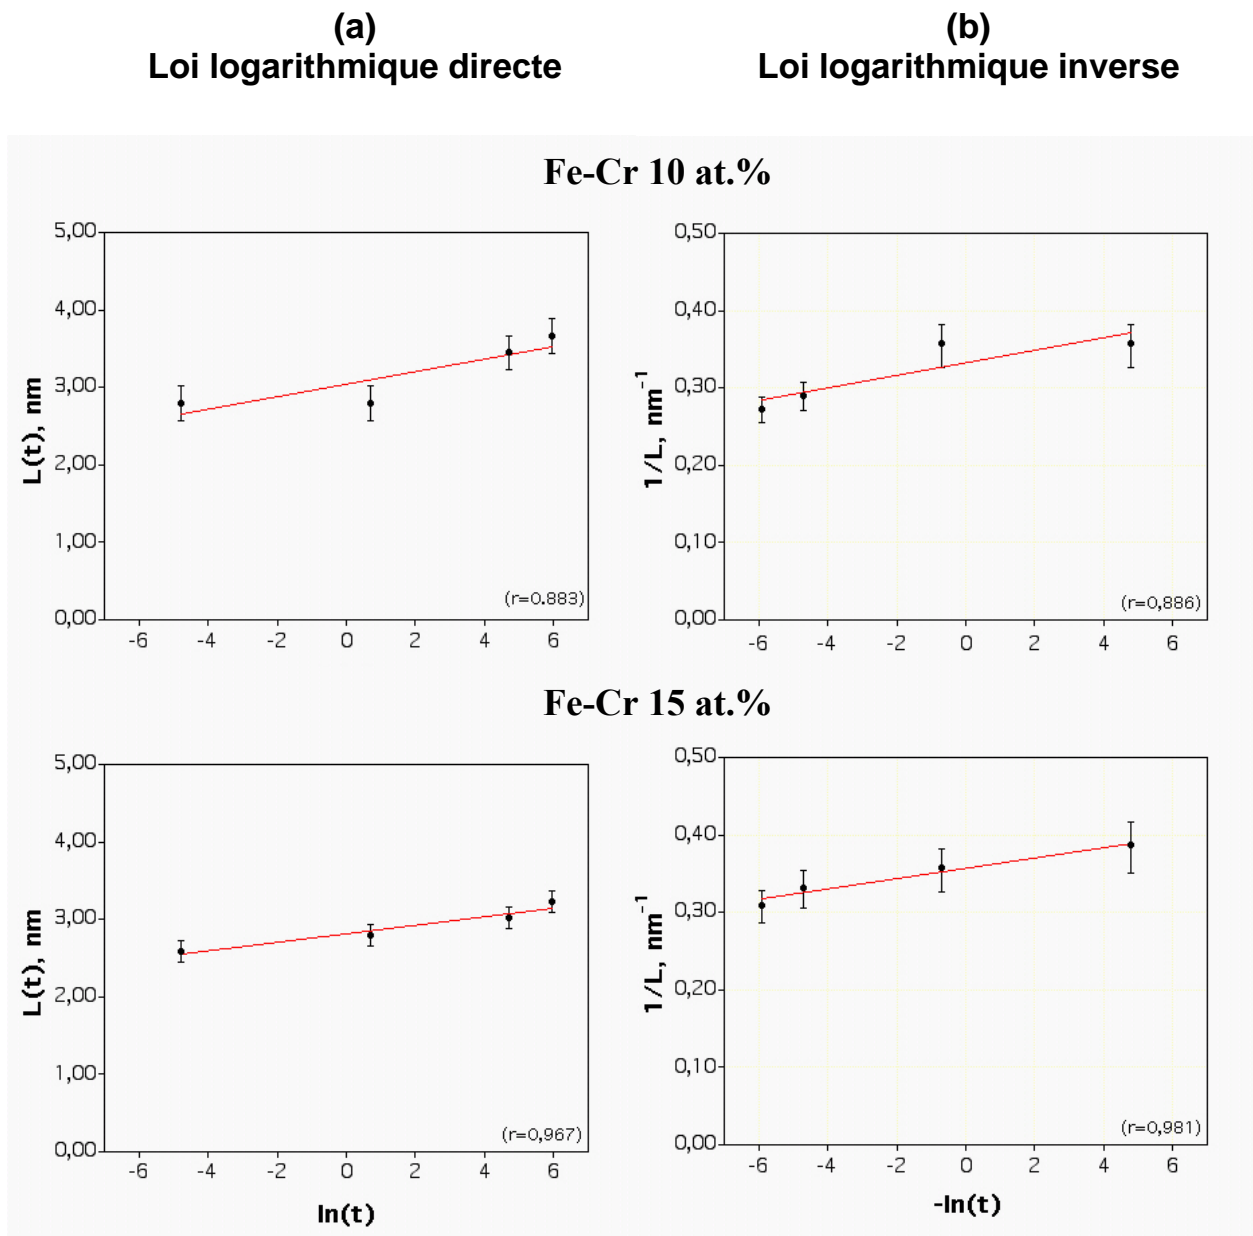 (a)
Loi logarithmique directe
(b)
Loi logarithmique inverse
Fe-Cr 10 at.%
5,00
4,00
3,00
2,00
1,00
0,00
L(t), nm
-6 -4 -2 0 2 4 6
(r=0.883)
0,50
0,40
0,30
0,20
0,10
0,00
1/L, nm⁻¹
-6 -4 -2 0 2 4 6
(r=0,886)
Fe-Cr 15 at.%
5,00
4,00
3,00
2,00
1,00
0,00
L(t), nm
-6 -4 -2 0 2 4 6
(r=0,967)
ln(t)
0,50
0,40
0,30
0,20
0,10
0,00
1/L, nm⁻¹
-6 -4 -2 0 2 4 6
(r=0,981)
-ln(t)